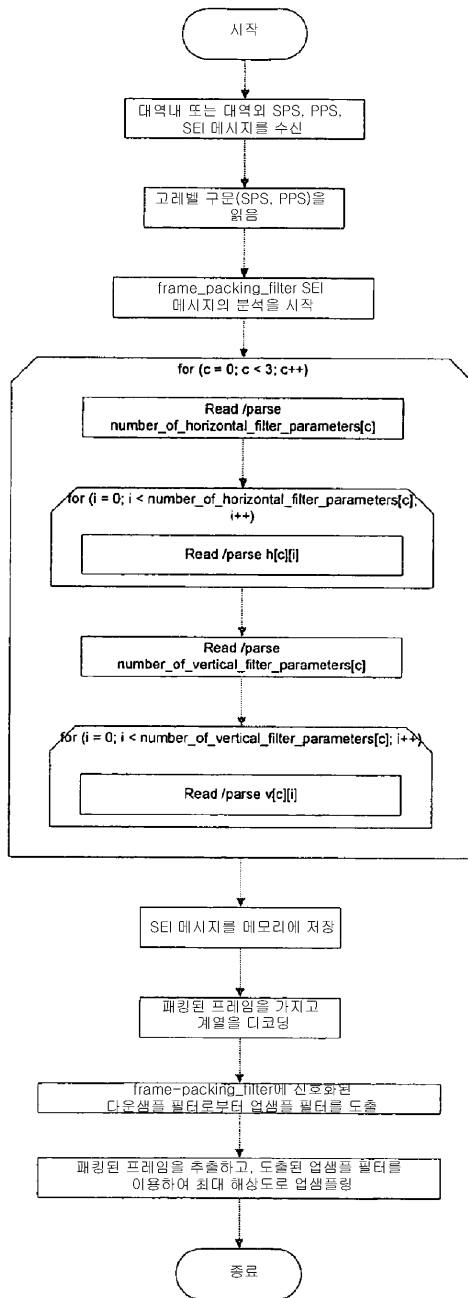 시작
대역내 또는 대역외 SPS, PPS,
SEI 메시지를 수신
고레벨 구문(SPS, PPS)을
읽음
frame_packing_filter SEI
메시지의 분석을 시작
for (c = 0; c < 3; c++)
Read /parse
number_of_horizontal_filter_parameters[c]
for (i = 0; i < number_of_horizontal_filter_parameters[c];
i++)
Read /parse h[c][i]
Read /parse
number_of_vertical_filter_parameters[c]
for (i = 0; i < number_of_vertical_filter_parameters[c]; i++)
Read /parse v[c][i]
SEI 메시지를 메모리에 저장
패킹된 프레임을 가지고
계열을 디코딩
frame-packing_filter에 신호화된
다운샘플 필터로부터 업샘플 필터를 도출
패킹된 프레임을 추출하고, 도출된 업샘플 필터를
이용하여 최대 해상도로 업샘플링
종료